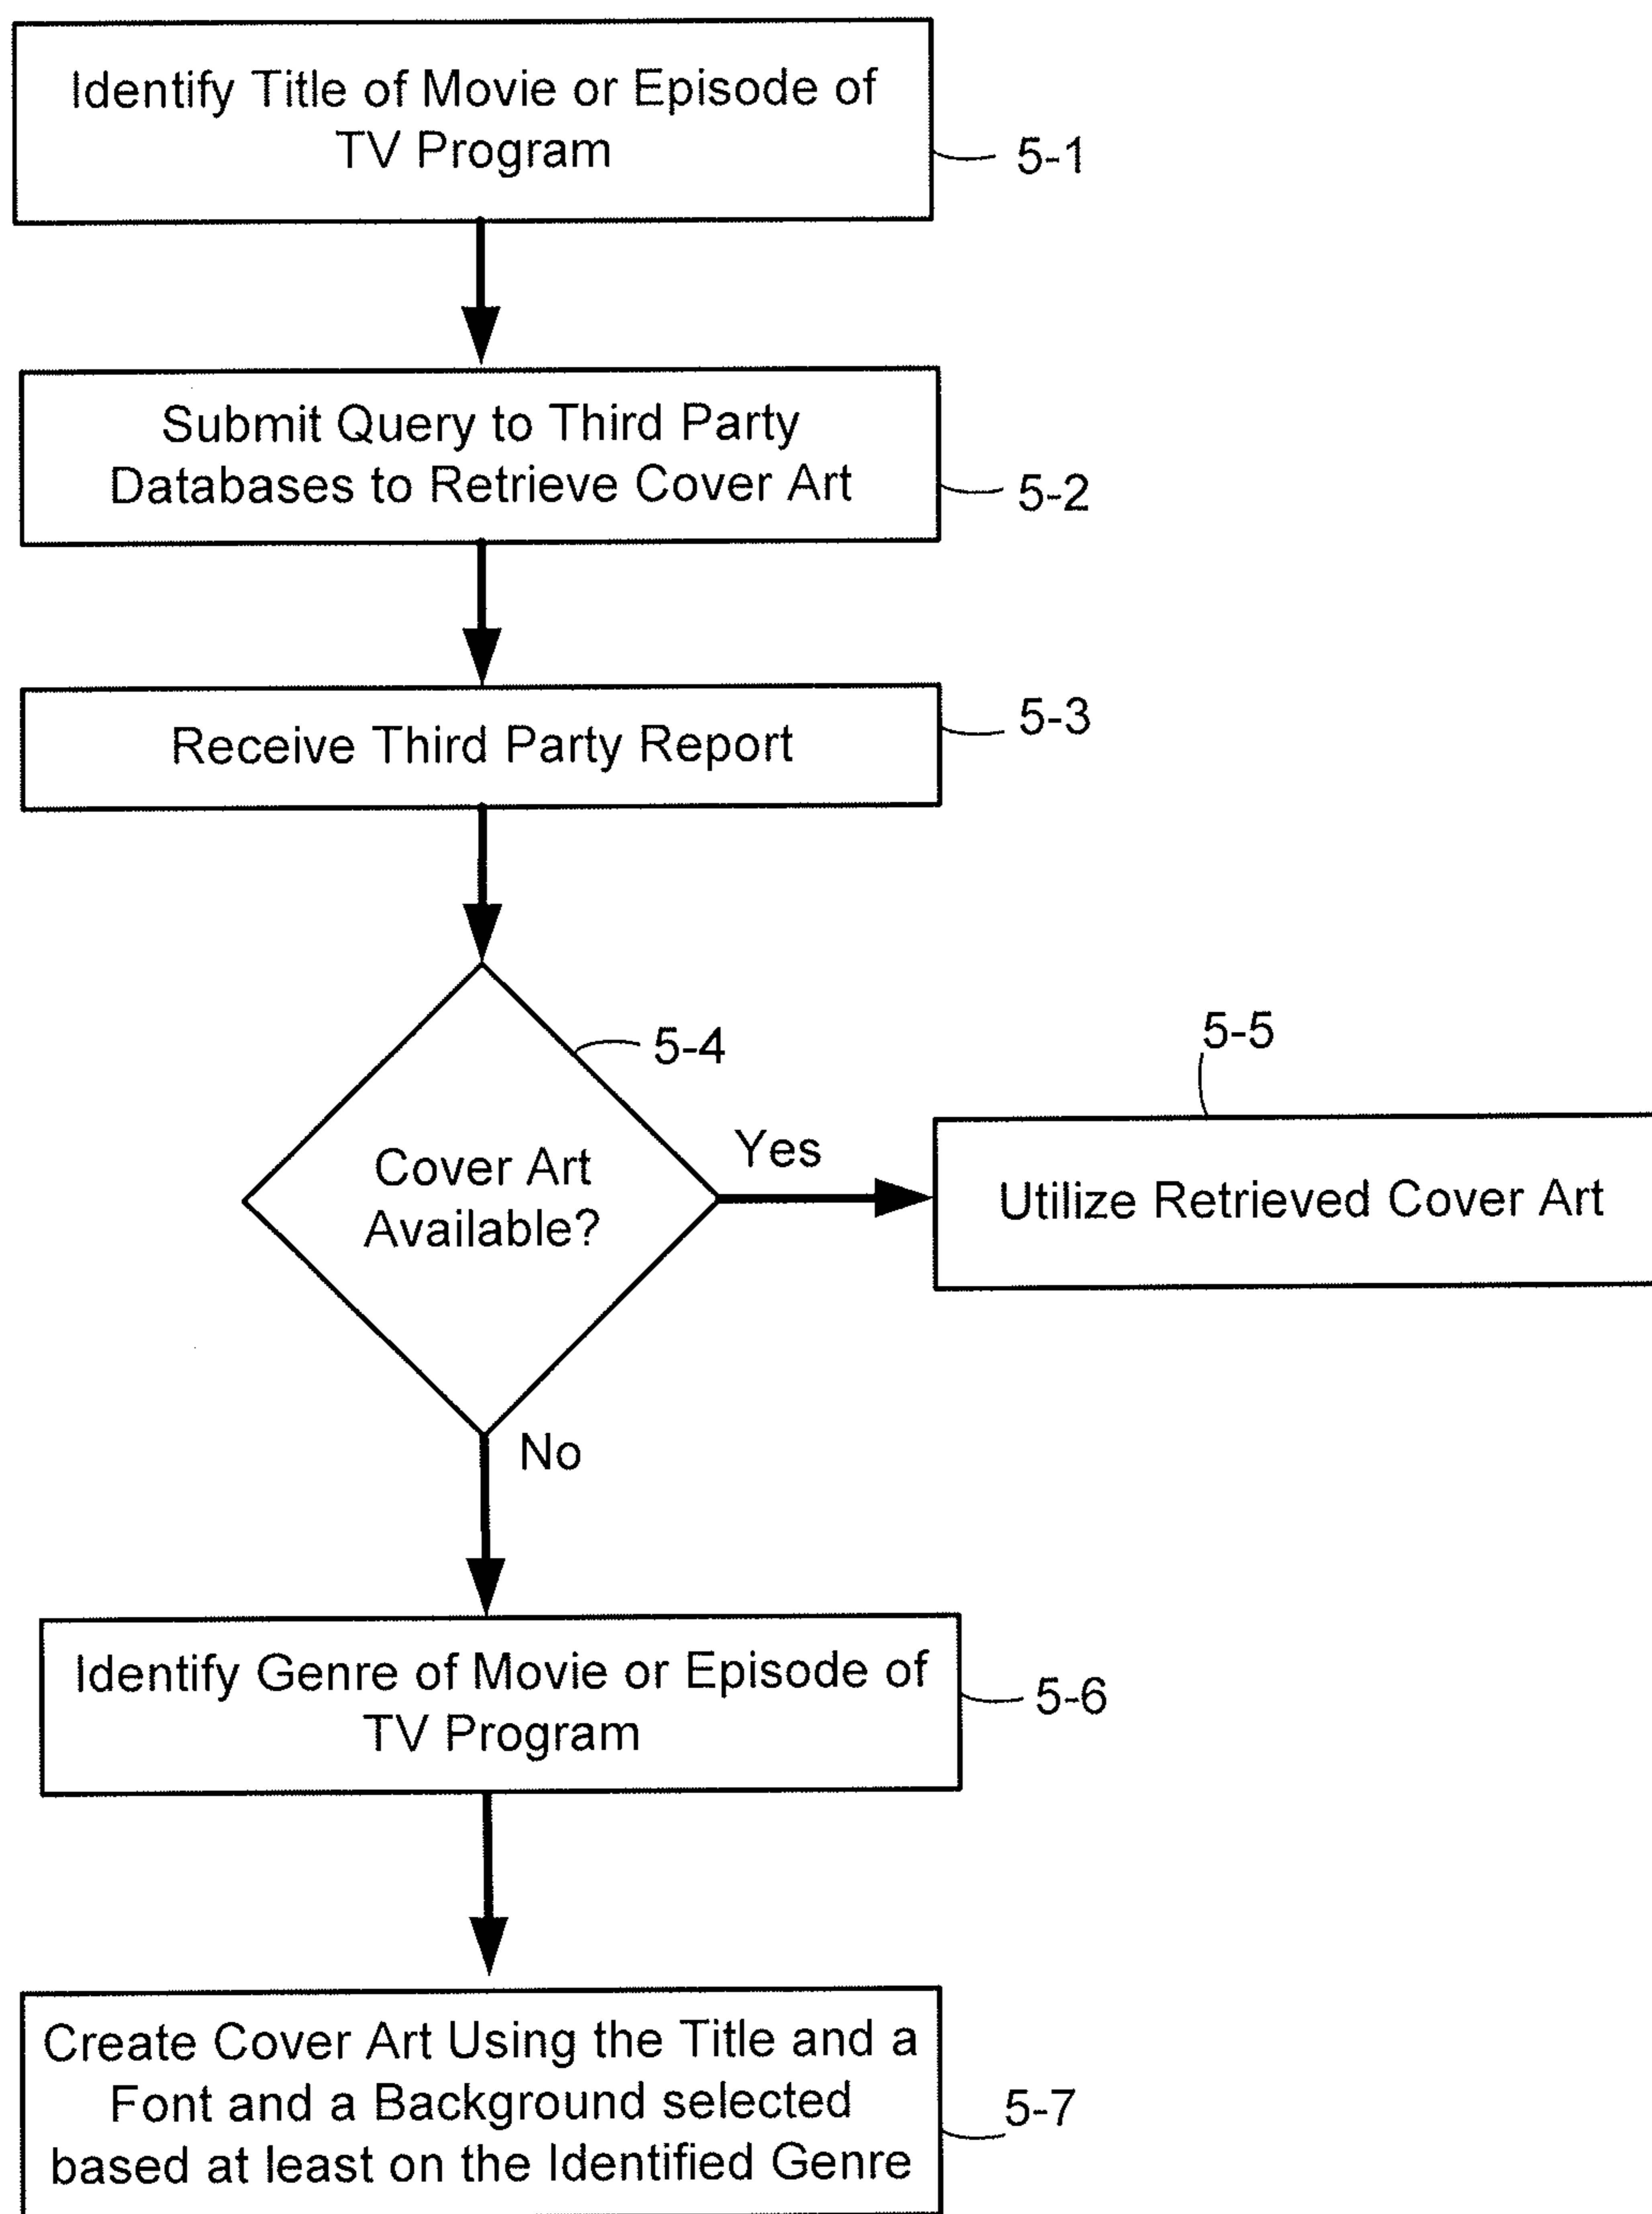 Identify Title of Movie or Episode of
TV Program
5-1
Submit Query to Third Party
Databases to Retrieve Cover Art
5-2
Receive Third Party Report
5-3
5-4
Cover Art
Available?
Yes
5-5
Utilize Retrieved Cover Art
No
Identify Genre of Movie or Episode of
TV Program
5-6
Create Cover Art Using the Title and a
Font and a Background selected
based at least on the Identified Genre
5-7